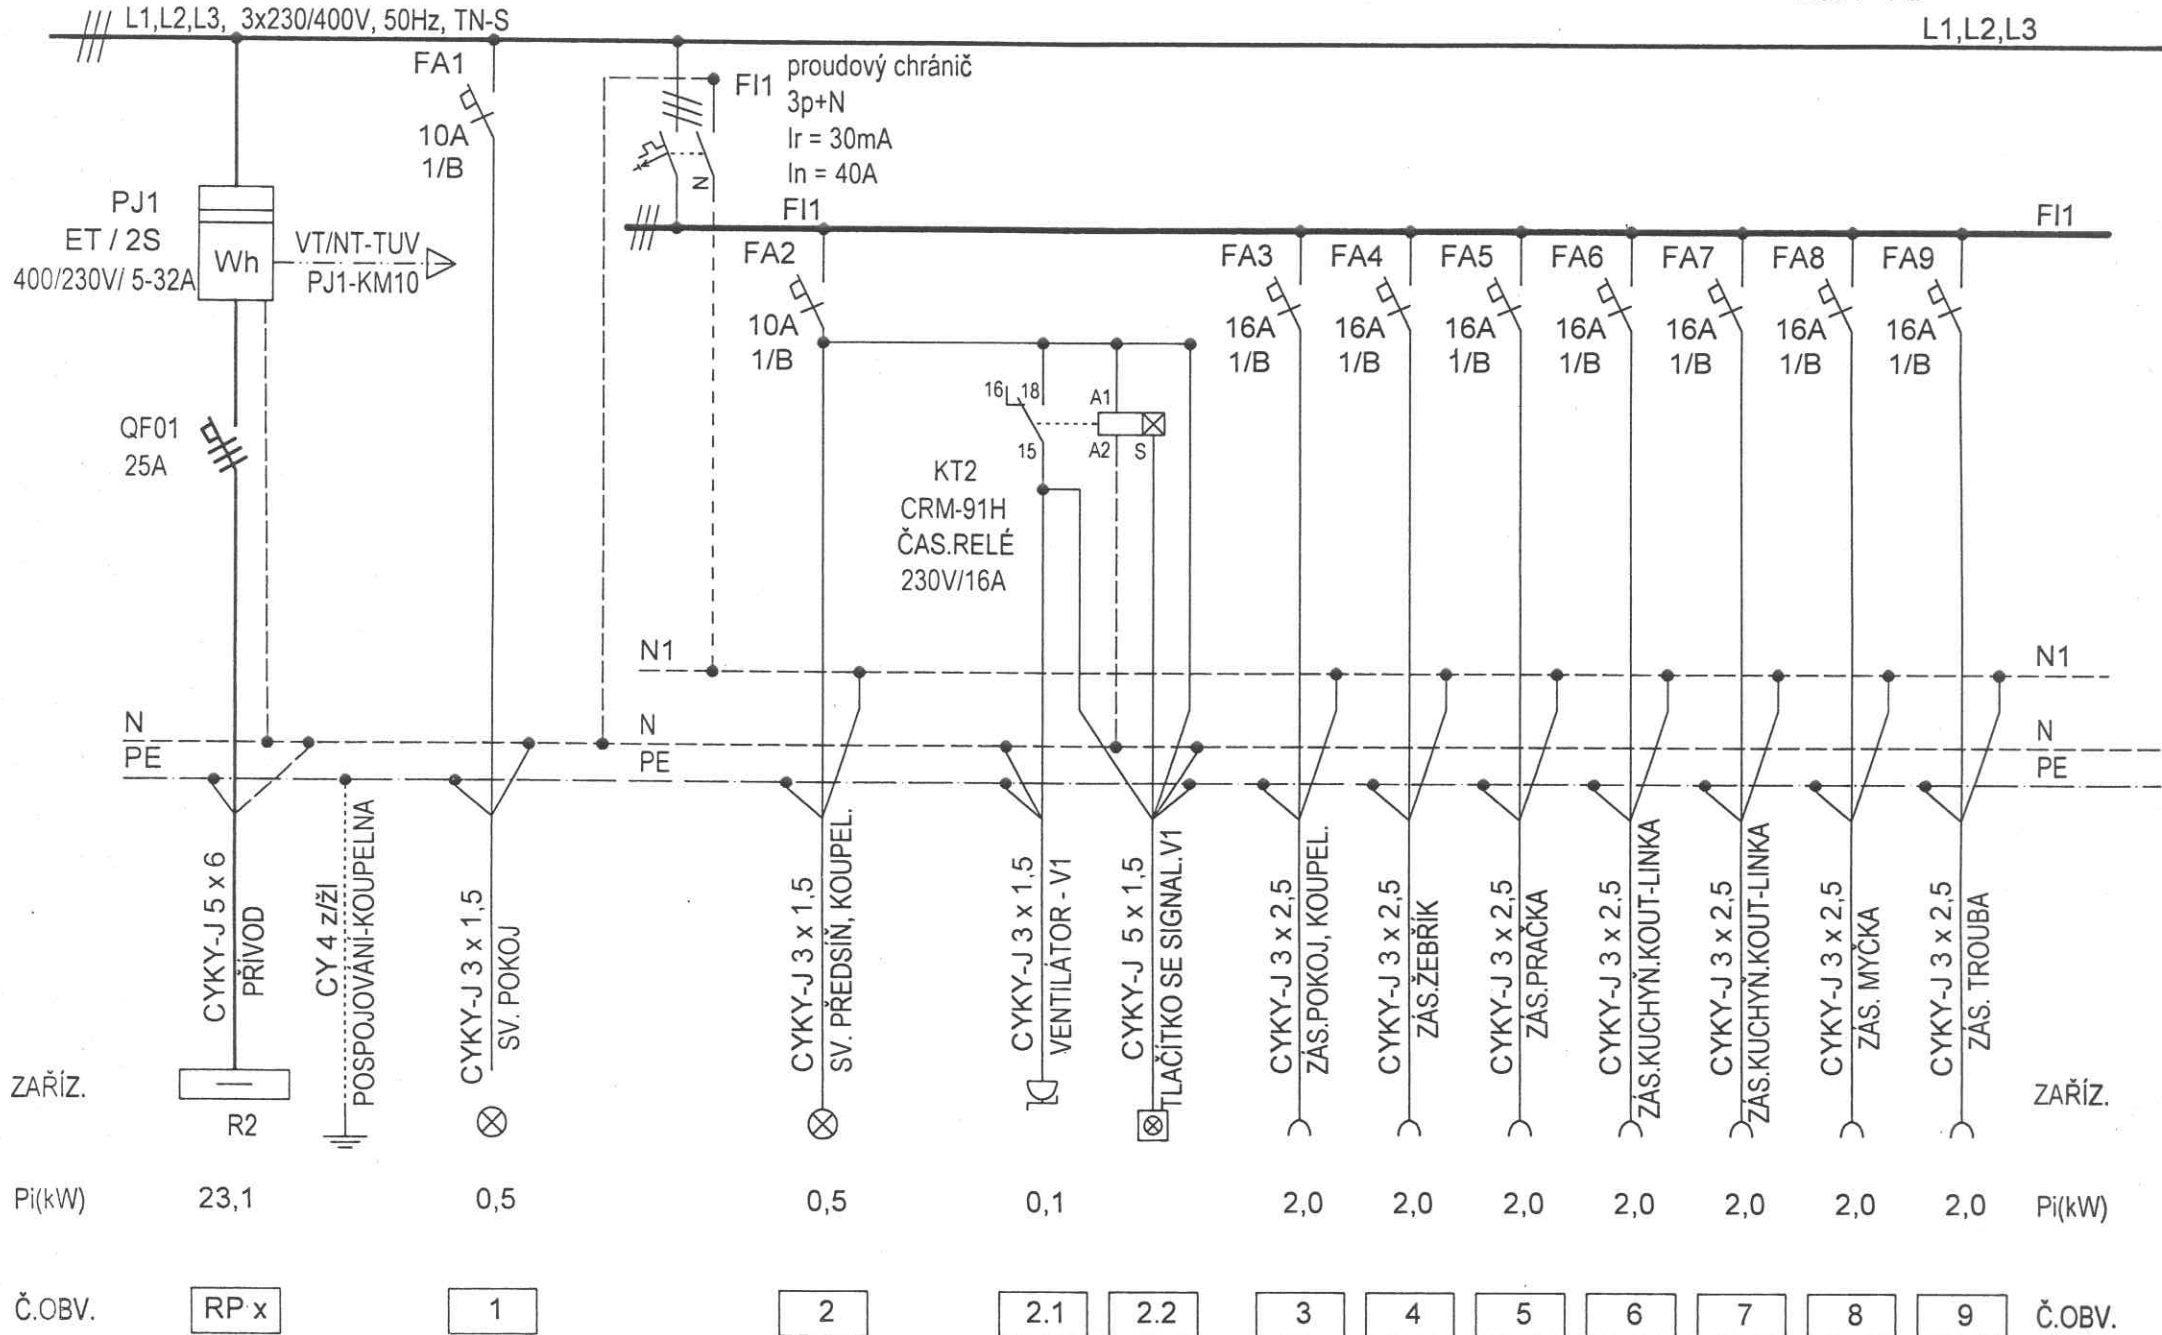 L1,L2,L3, 3x230/400V, 50Hz, TN-S
L1,L2,L3
FA1
10A
1/B
FI1
proudový chránič
3p+N
Ir = 30mA
In = 40A
N
PJ1
ET / 2S
400/230V/ 5-32A
Wh
VT/NT-TUV
PJ1-KM10
QF01
25A
FI1
FI1
FA2
10A
1/B
FA3
16A
1/B
FA4
16A
1/B
FA5
16A
1/B
FA6
16A
1/B
FA7
16A
1/B
FA8
16A
1/B
FA9
16A
1/B
16
18
15
A1
A2
S
KT2
CRM-91H
ČAS.RELÉ
230V/16A
N1
N1
N
N
N
PE
PE
PE
CYKY-J 5 x 6
PŘÍVOD
CY 4 z/žl
POSPOJOVÁNÍ-KOUPELNA
CYKY-J 3 x 1,5
SV. POKOJ
CYKY-J 3 x 1,5
SV. PŘEDSÍŇ, KOUPEL.
CYKY-J 3 x 1,5
VENTILÁTOR - V1
CYKY-J 5 x 1,5
TLAČÍTKO SE SIGNAL.V1
CYKY-J 3 x 2,5
ZÁS.POKOJ, KOUPEL.
CYKY-J 3 x 2,5
ZÁS.ŽEBŘÍK
CYKY-J 3 x 2,5
ZÁS.PRAČKA
CYKY-J 3 x 2,5
ZÁS.KUCHYŇ.KOUT-LINKA
CYKY-J 3 x 2,5
ZÁS.KUCHYŇ.KOUT-LINKA
CYKY-J 3 x 2,5
ZÁS. MYČKA
CYKY-J 3 x 2,5
ZÁS. TROUBA
ZAŘÍZ.
R2
ZAŘÍZ.
Pi(kW) 23,1 0,5 0,5 0,1 2,0 2,0 2,0 2,0 2,0 2,0 2,0 Pi(kW)
Č.OBV. RP x 1 2 2.1 2.2 3 4 5 6 7 8 9 Č.OBV.